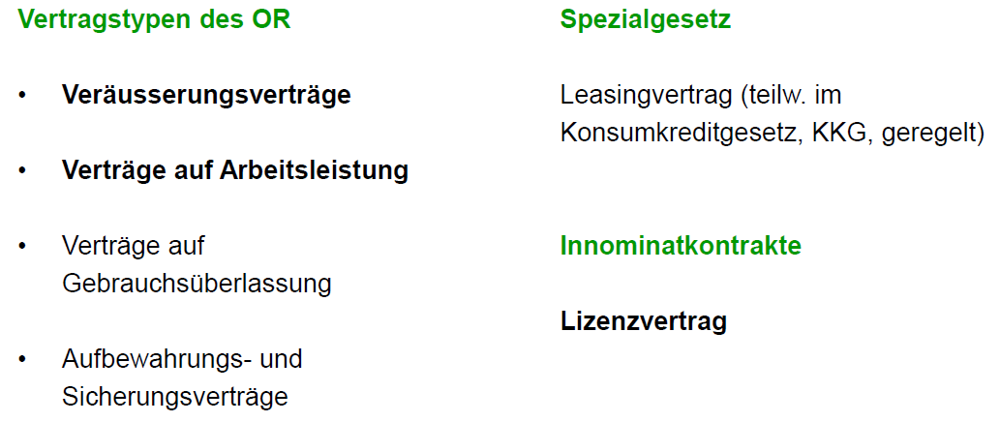 Vertragstypen des OR
• Veräusserungsverträge
• Verträge auf Arbeitsleistung
• Verträge auf
Gebrauchsüberlassung
• Aufbewahrungs- und
Sicherungsverträge
Spezialgesetz
Leasingvertrag (teilw. im
Konsumkreditgesetz, KKG, geregelt)
Innominatkontrakte
Lizenzvertrag